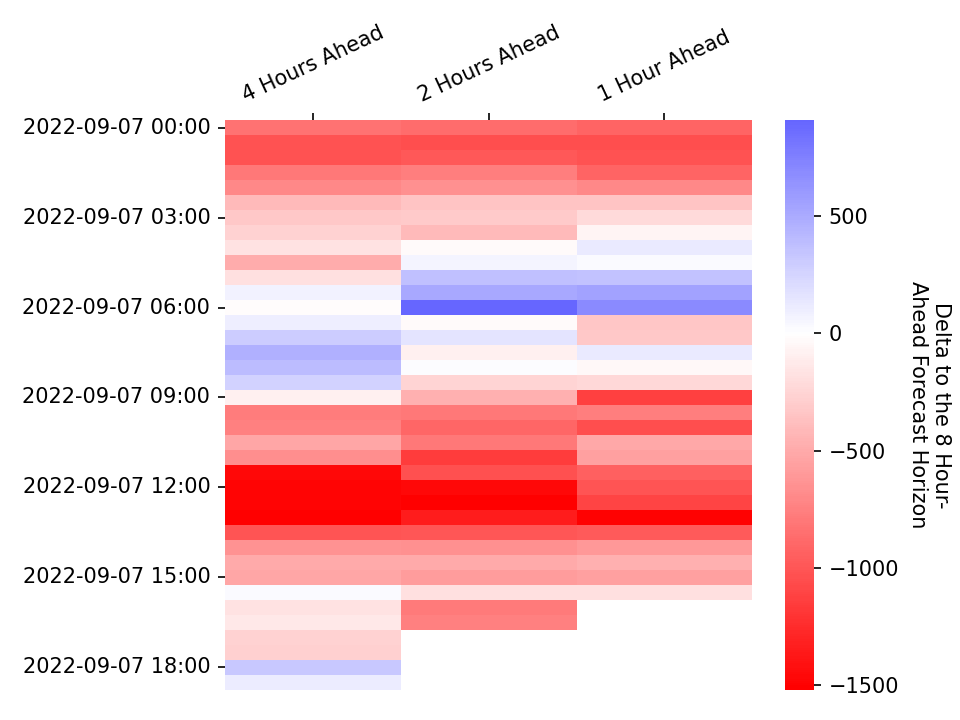 4 Hours Ahead
2 Hours Ahead
1 Hour Ahead
2022-09-07 00:00
2022-09-07 03:00
2022-09-07 06:00
2022-09-07 09:00
2022-09-07 12:00
2022-09-07 15:00
2022-09-07 18:00
500
0
−500
−1000
−1500
Delta to the 8 Hour-
Ahead Forecast Horizon